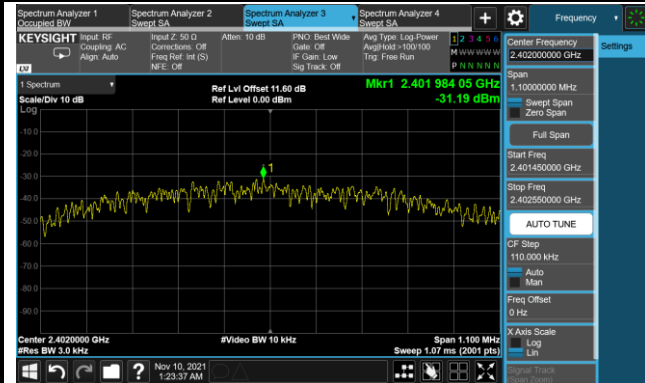 Spectrum Analyzer 1
Occupied BW
Spectrum Analyzer 2
Swept SA
Spectrum Analyzer 3
Swept SA
Spectrum Analyzer 4
Swept SA
+
Frequency
KEYSIGHT
Input: RF
Coupling: AC
Align: Auto
Input Z: 50 Ω
Corrections: Off
Freq Ref: Int (S)
NFE: Off
Atten: 10 dB
PNO: Best Wide
Gate: Off
IF Gain: Low
Sig Track: Off
Avg Type: Log-Power
Avg|Hold:>100/100
Trig: Free Run
1 2 3 4 5 6
M W W W W W
P N N N N N
LXI
1 Spectrum
Scale/Div 10 dB
Ref Lvl Offset 11.60 dB
Ref Level 0.00 dBm
Mkr1 2.401 984 05 GHz
-31.19 dBm
Log
-10.0
-20.0
-30.0
-40.0
-50.0
-60.0
-70.0
-80.0
-90.0
1
Center 2.4020 GHz
#Res BW 3.0 kHz
#Video BW 10 kHz
Span 1.100 MHz
Sweep 1.07 ms (2001 pts)
Nov 10, 2021
1:23:37 AM
Settings
Center Frequency
2.402000000 GHz
Span
1.10000000 MHz
Swept Span
Zero Span
Full Span
Start Freq
2.401450000 GHz
Stop Freq
2.402550000 GHz
AUTO TUNE
CF Step
110.000 kHz
Auto
Man
Freq Offset
0 Hz
X Axis Scale
Log
Lin
Signal Track
(Span Zoom)